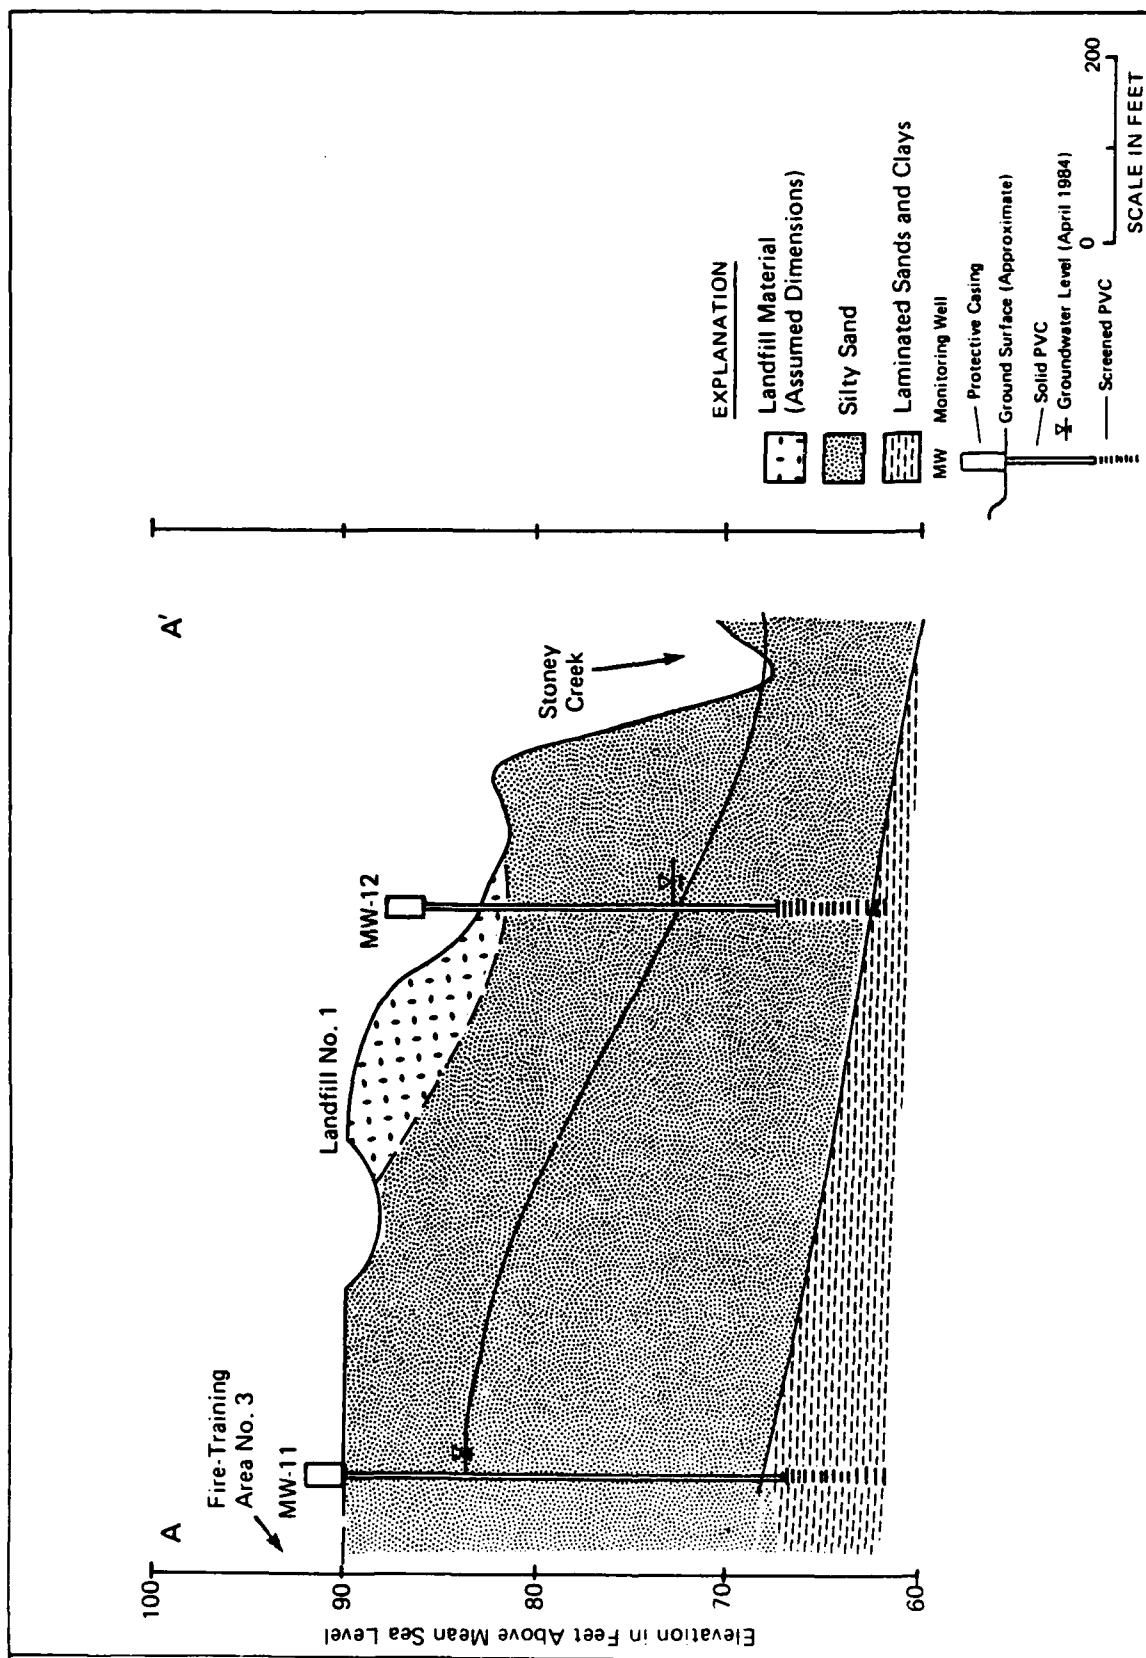 A
A'
Fire-Training
Area No. 3
MW-11
Landfill No. 1
MW-12
Stoney
Creek
Elevation in Feet Above Mean Sea Level
100
90
80
70
60
EXPLANATION
Landfill Material
(Assumed Dimensions)
Silty Sand
Laminated Sands and Clays
MW Monitoring Well
Protective Casing
Ground Surface (Approximate)
Solid PVC
Groundwater Level (April 1984)
Screened PVC
0 200
SCALE IN FEET